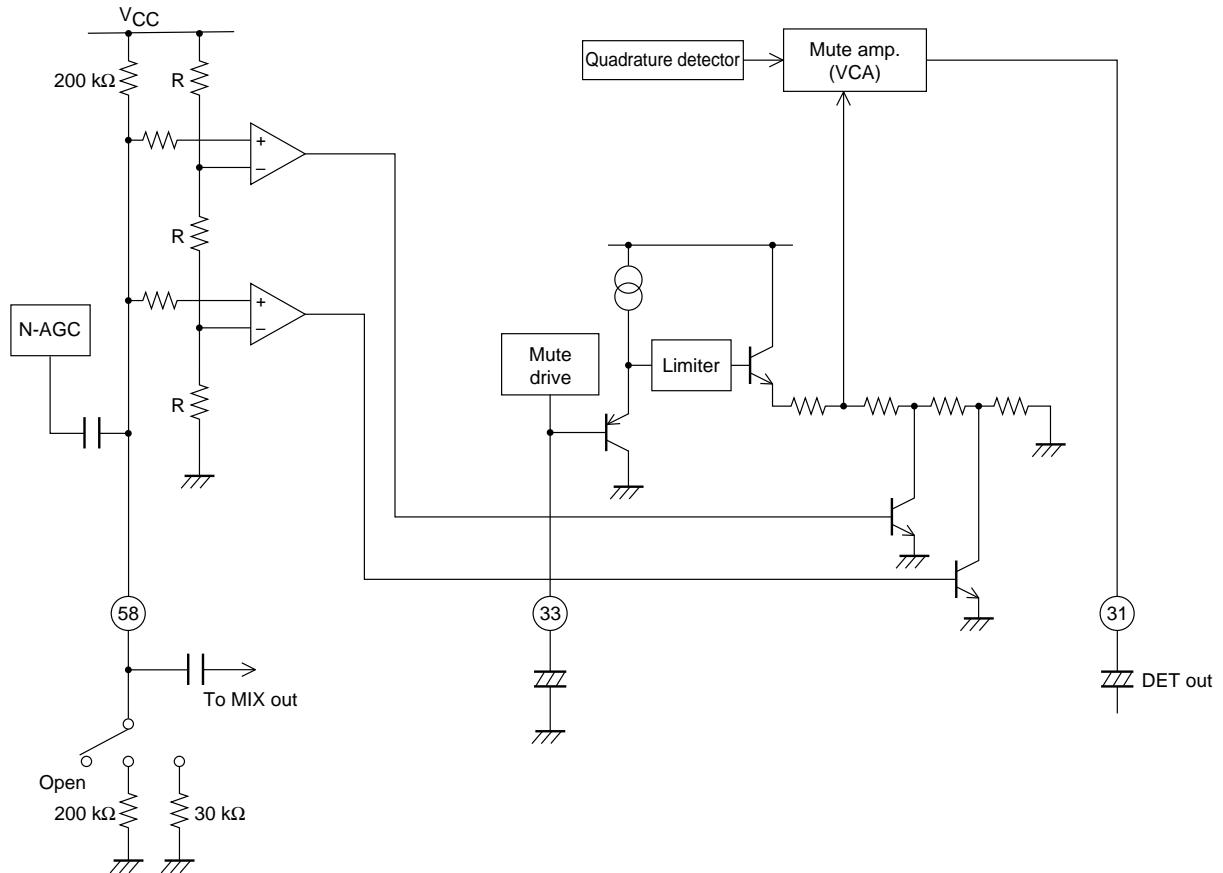 VCC
200 kΩ
R
+
−
R
+
−
R
N-AGC
Quadrature detector
Mute amp.
(VCA)
Mute
drive
Limiter
58
33
31
To MIX out
DET out
Open
200 kΩ
30 kΩ